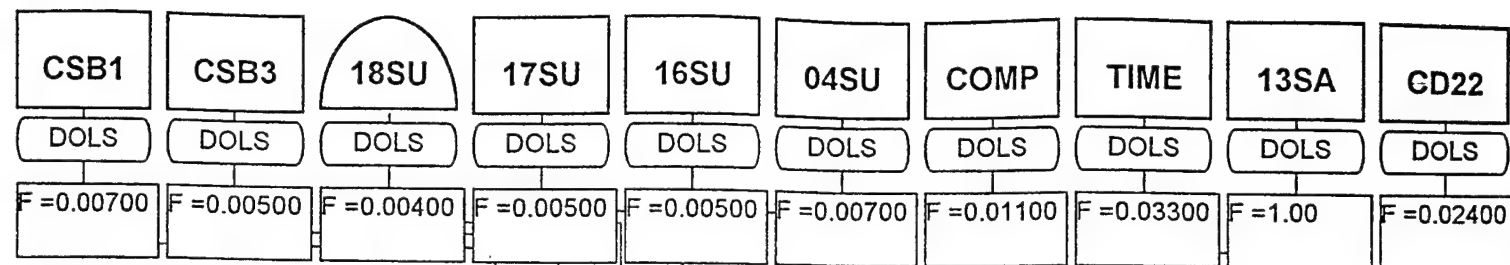 CSB1 CSB3 18SU 17SU 16SU 04SU COMP TIME 13SA CD22
DOLS DOLS DOLS DOLS DOLS DOLS DOLS DOLS DOLS DOLS
F =0.00700 F =0.00500 F =0.00400 F =0.00500 F =0.00500 F =0.00700 F =0.01100 F =0.03300 F =1.00 F =0.02400